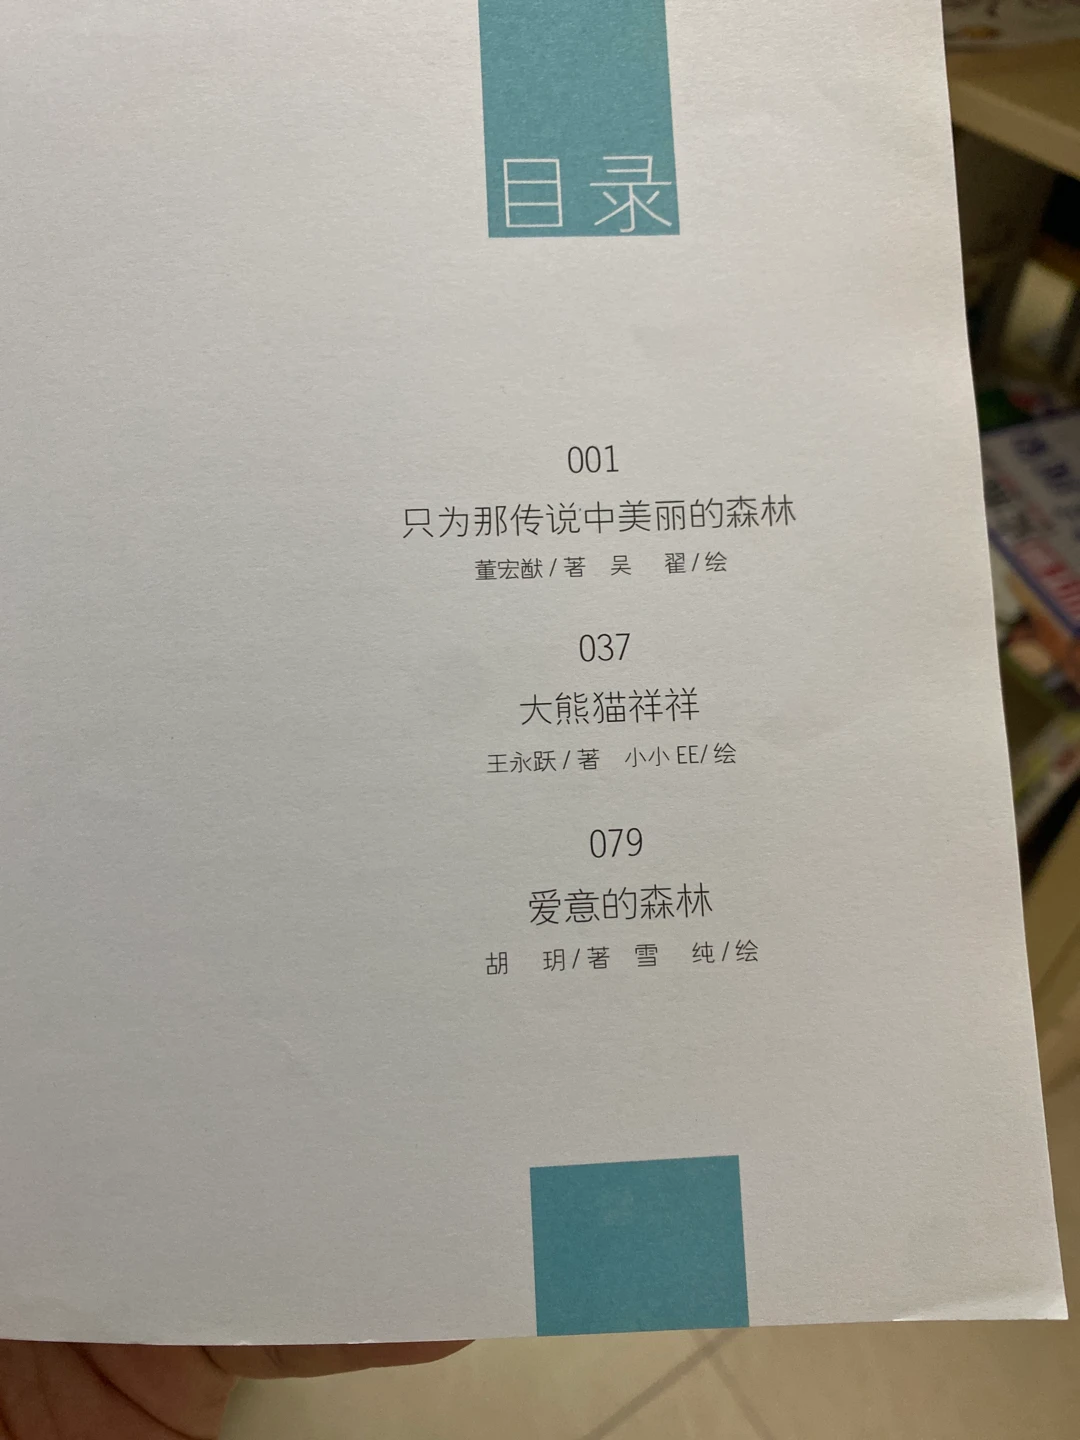 目录
001
只为那传说中美丽的森林
董宏猷/著 吴 翟/绘
037
大熊猫祥祥
王永跃/著 小小EE/绘
079
爱意的森林
胡 玥/著 雪 纯/绘